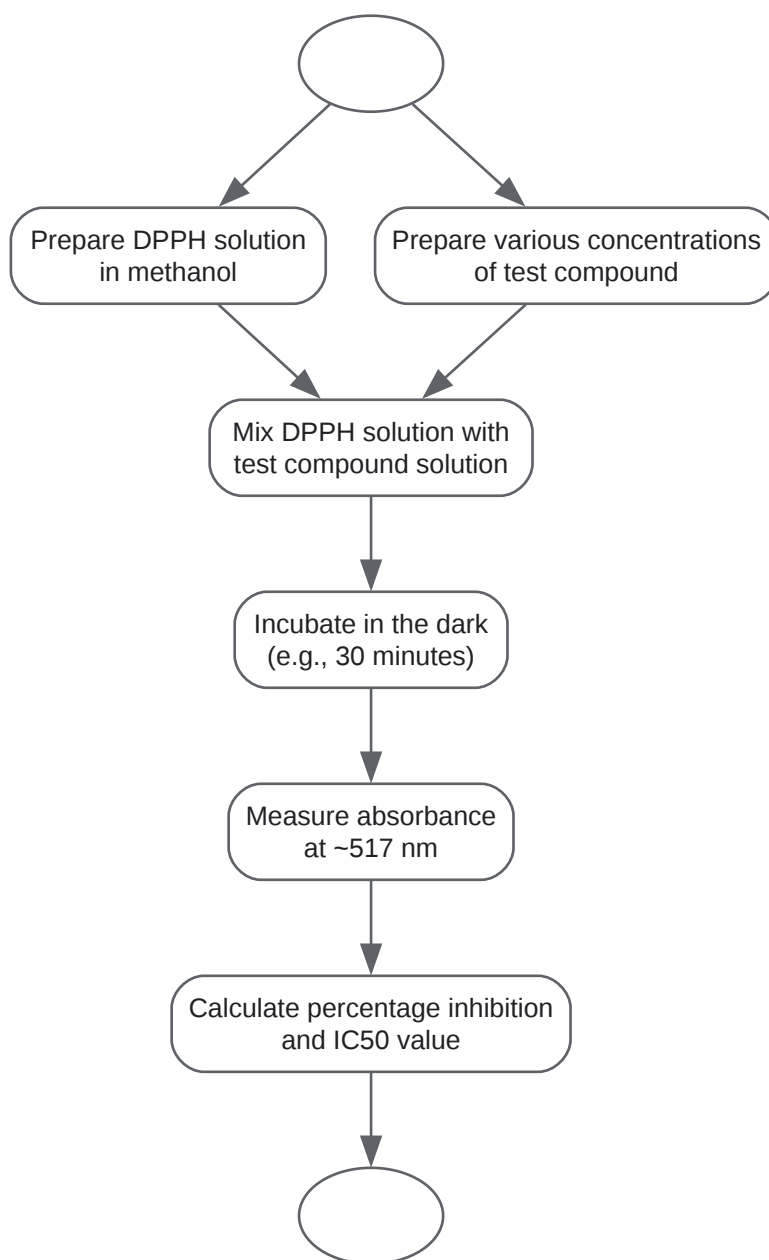 Prepare DPPH solution
in methanol
Prepare various concentrations
of test compound
Mix DPPH solution with
test compound solution
Incubate in the dark
(e.g., 30 minutes)
Measure absorbance
at ~517 nm
Calculate percentage inhibition
and IC50 value